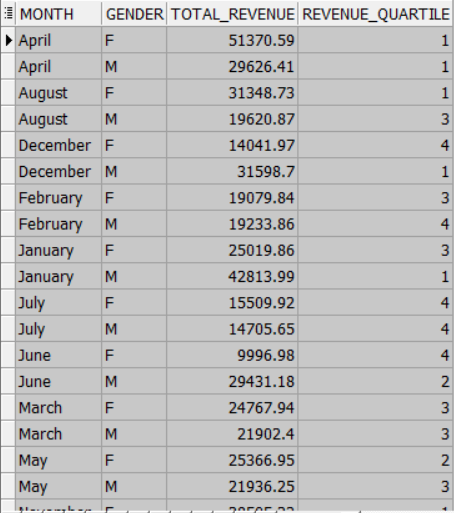 MONTH GENDER TOTAL_REVENUE REVENUE_QUARTILE
April F 51370.59 1
April M 29626.41 1
August F 31348.73 1
August M 19620.87 3
December F 14041.97 4
December M 31598.7 1
February F 19079.84 3
February M 19233.86 4
January F 25019.86 3
January M 42813.99 1
July F 15509.92 4
July M 14705.65 4
June F 9996.98 4
June M 29431.18 2
March F 24767.94 3
March M 21902.4 3
May F 25366.95 2
May M 21936.25 3